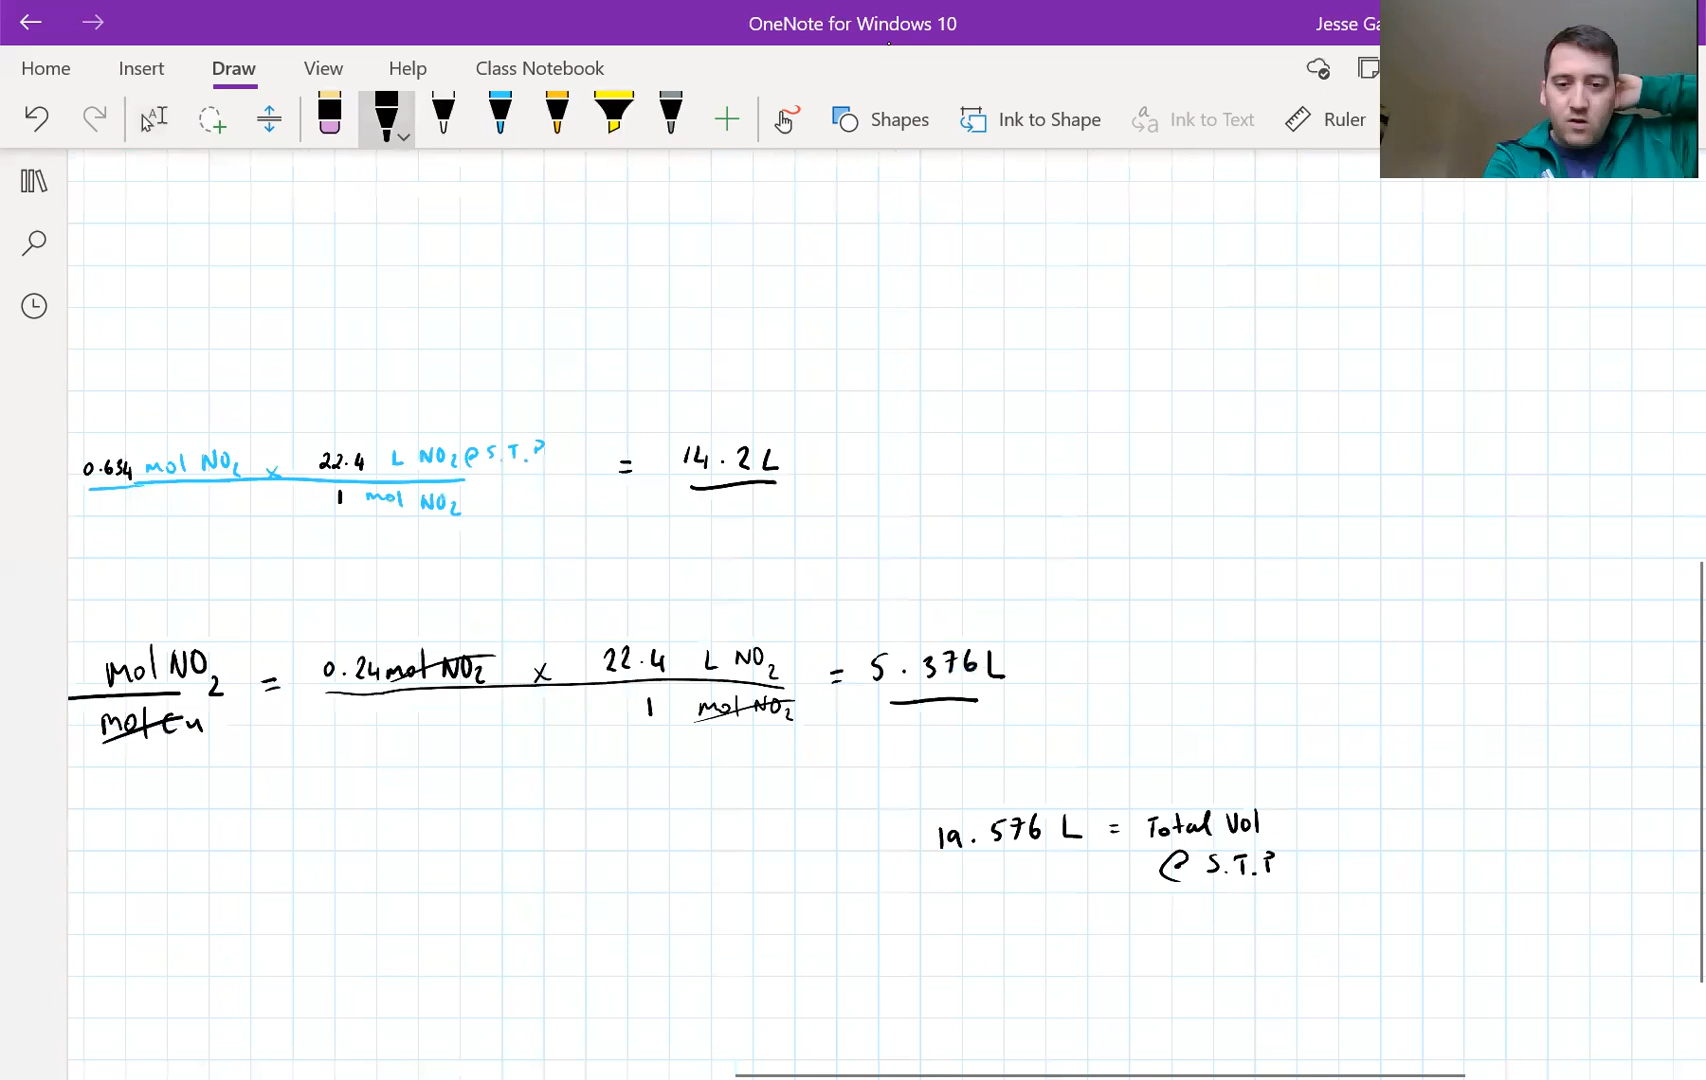 OneNote for Windows 10
Jesse Ga
Home Insert Draw View Help Class Notebook
Shapes Ink to Shape Ink to Text Ruler
0.634 mol NO2 × 22.4 L NO2 @ S.T.P = 14.2 L
1 mol NO2
mol NO2 = 0.24 mol NO2 × 22.4 L NO2 = 5.376 L
mol Cu 1 mol NO2
19.576 L = Total Vol
@ S.T.P